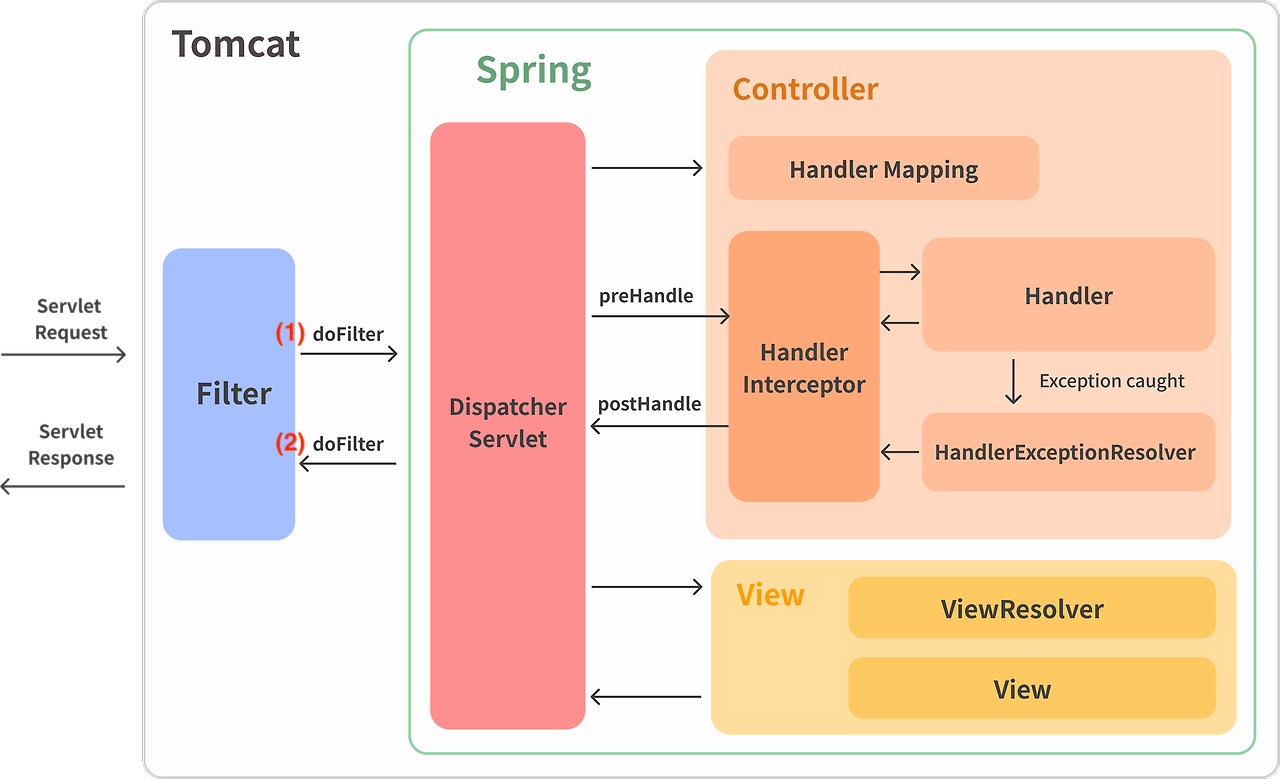 Tomcat
Spring
Controller
Handler Mapping
Servlet
Request
(1) doFilter
Filter
Servlet
Response
(2) doFilter
Dispatcher
Servlet
preHandle
postHandle
Handler
Interceptor
Handler
Exception caught
HandlerExceptionResolver
View
ViewResolver
View